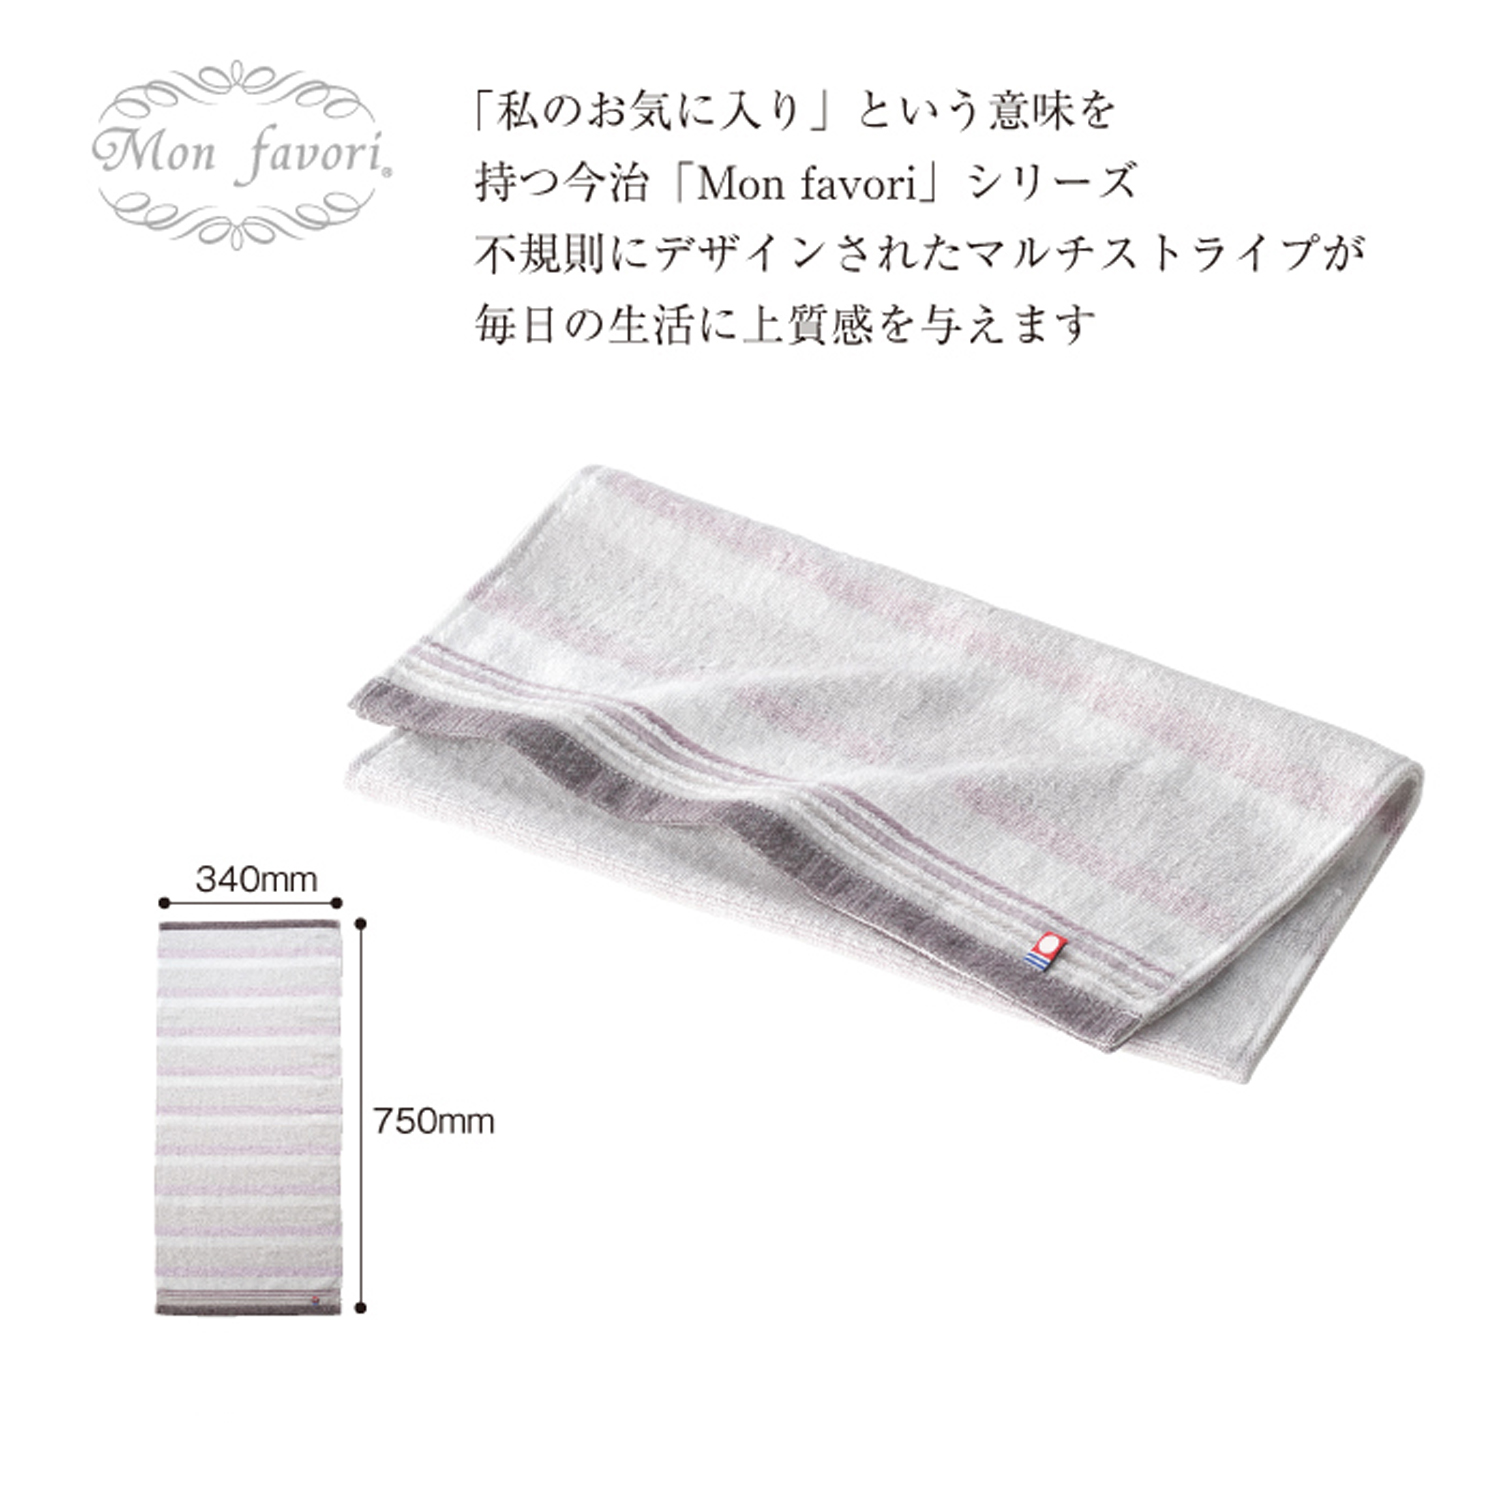 Mon favori®
「私のお気に入り」という意味を
持つ今治「Mon favori」シリーズ
不規則にデザインされたマルチストライプが
毎日の生活に上質感を与えます
340mm
750mm